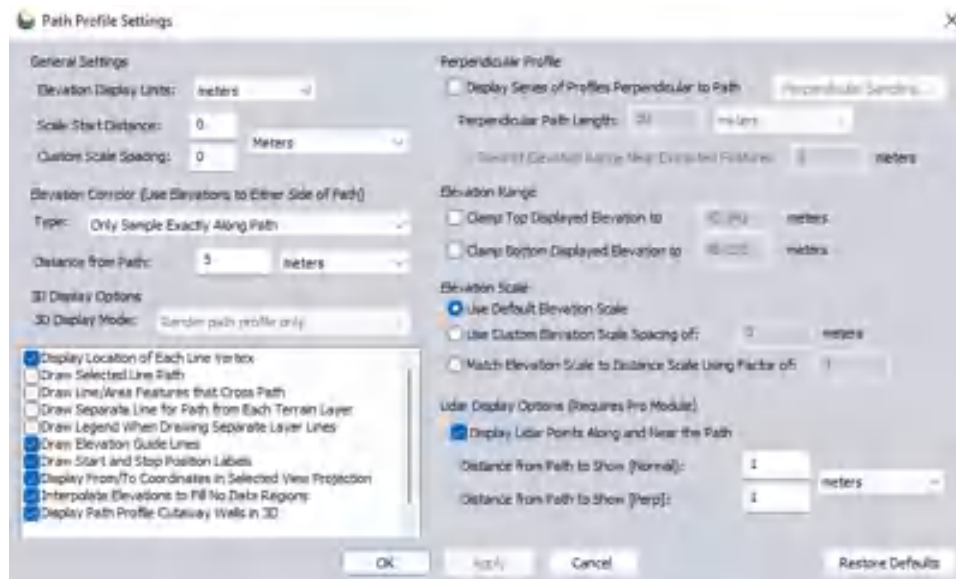 Path Profile Settings
General Settings
Elevation Display Units: meters
Scale Start Distance: 0
Custom Scale Spacing: 0
Meters
Elevation Corridor (Use Elevations to Either Side of Path)
Type: Only Sample Exactly Along Path
Distance from Path: 5 meters
3D Display Options
3D Display Mode: Render path profile only
Display Location of Each Line Vertex
Draw Selected Line Path
Draw Line/Area Features that Cross Path
Draw Separate Line for Path from Each Terrain Layer
Draw Legend When Drawing Separate Layer Lines
Draw Elevation Guide Lines
Draw Start and Stop Position Labels
Display From/To Coordinates in Selected View Projection
Interpolate Elevations to Fill No Data Regions
Display Path Profile Cutaway Walls in 3D
Perpendicular Profile
Display Series of Profiles Perpendicular to Path
Perpendicular
Perpendicular Path Length: meters
Elevation Range Near Extracted Features meters
Elevation Range
Clamp Top Displayed Elevation to meters
Clamp Bottom Displayed Elevation to meters
Elevation Scale
Use Default Elevation Scale
Use Custom Elevation Scale Spacing of: meters
Match Elevation Scale to Distance Scale Using Factor of: 1
Lidar Display Options (Requires Pro Module)
Display Lidar Points Along and Near the Path
Distance from Path to Show [Normal]: 1
Distance from Path to Show [Perp]: 1
meters
OK Apply Cancel Restore Defaults